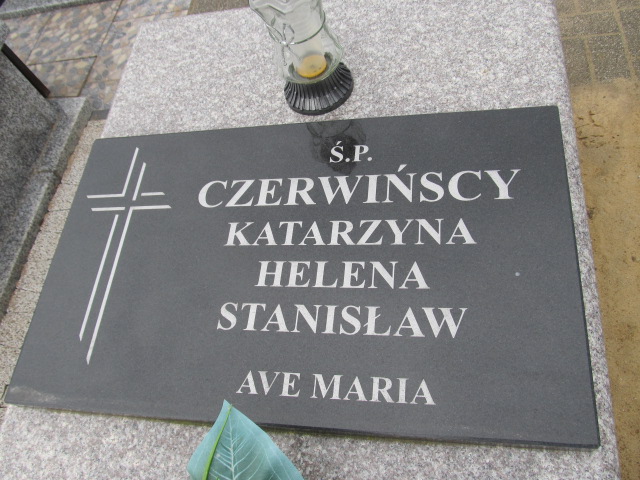 Ś.P.
CZERWIŃSCY
KATARZYNA
HELENA
STANISŁAW
AVE MARIA